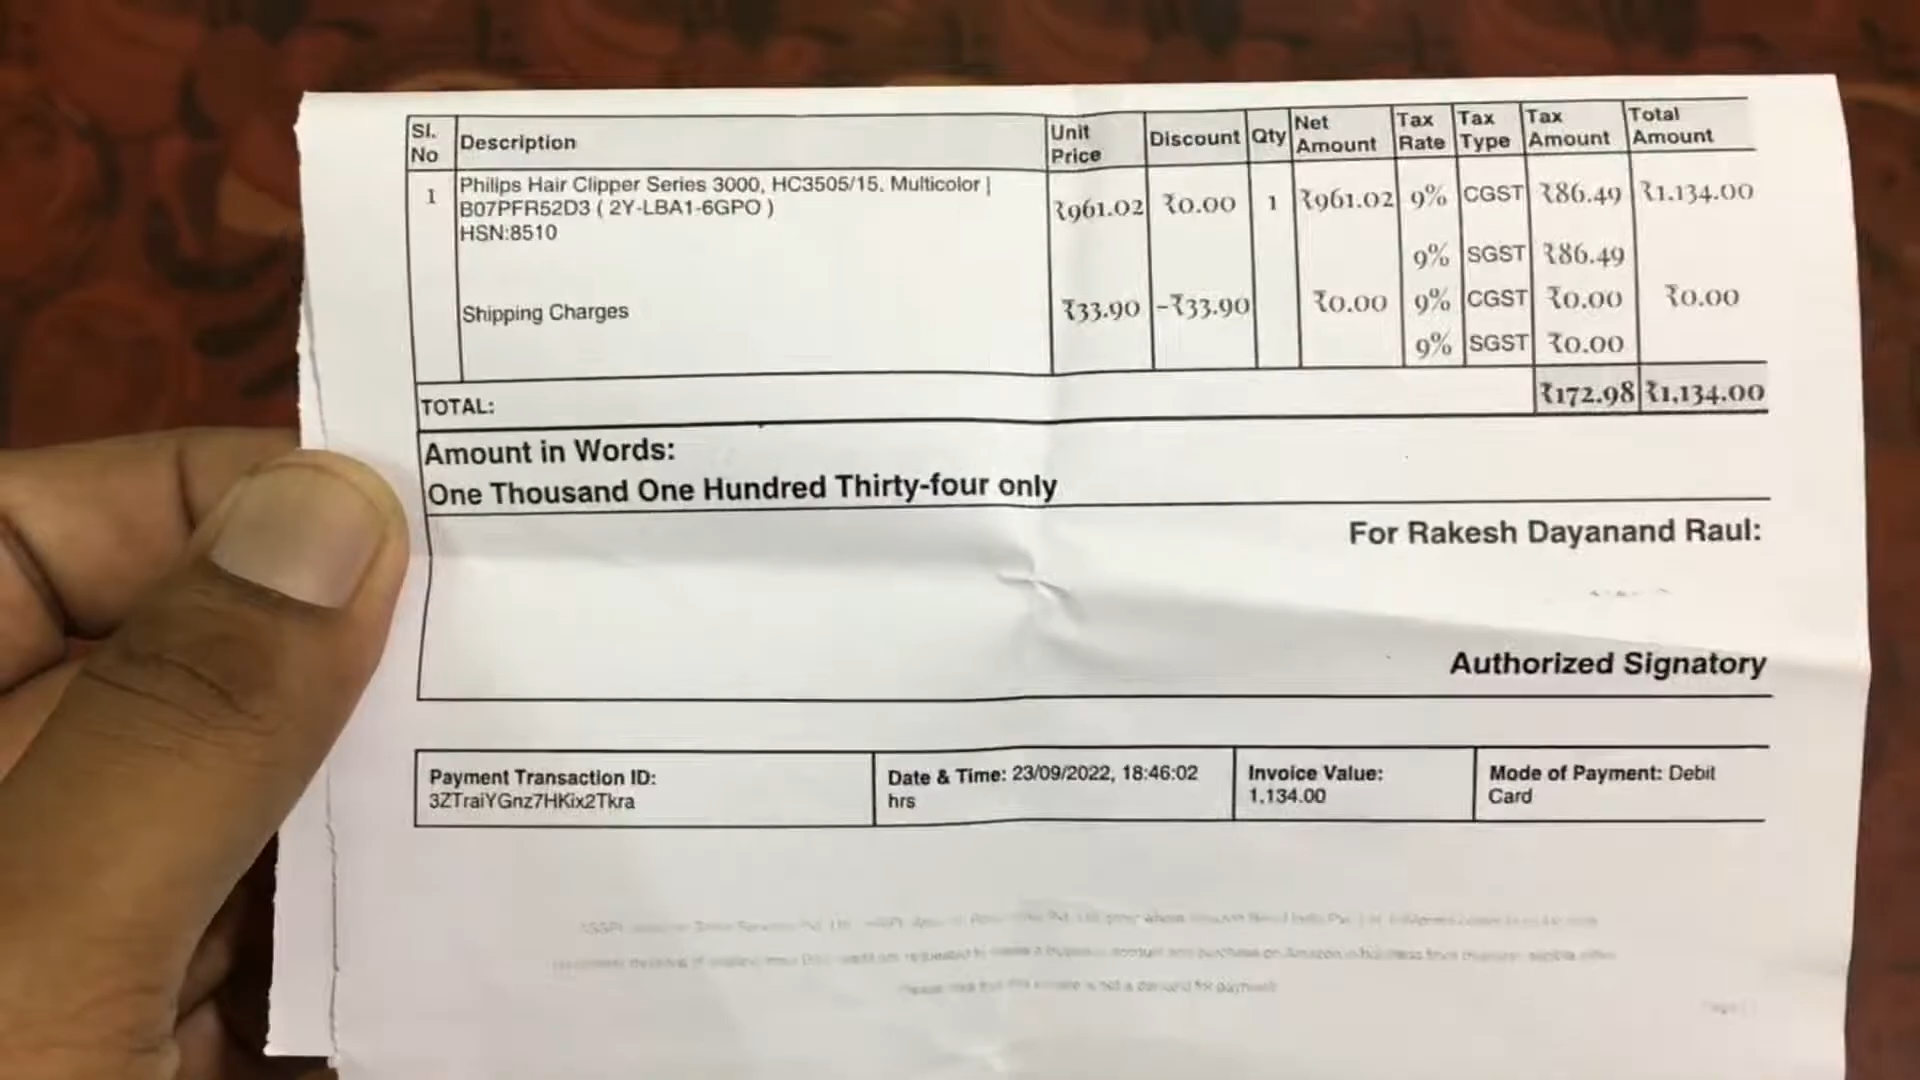 Sl. No Description Unit Price Discount Qty Net Amount Tax Rate Tax Type Tax Amount Total Amount
1 Philips Hair Clipper Series 3000, HC3505/15. Multicolor | ₹961.02 ₹0.00 1 ₹961.02 9% CGST ₹86.49 ₹1.134.00
B07PFR52D3 ( 2Y-LBA1-6GPO )
HSN:8510
9% SGST ₹86.49
Shipping Charges ₹33.90 -₹33.90 ₹0.00 9% CGST ₹0.00 ₹0.00
9% SGST ₹0.00
TOTAL: ₹172.98 ₹1,134.00
Amount in Words:
One Thousand One Hundred Thirty-four only
For Rakesh Dayanand Raul:
Authorized Signatory
Payment Transaction ID:
3ZTraiYGnz7HKix2Tkra
Date & Time: 23/09/2022, 18:46:02
hrs
Invoice Value:
1,134.00
Mode of Payment: Debit
Card
is not a demand for payment